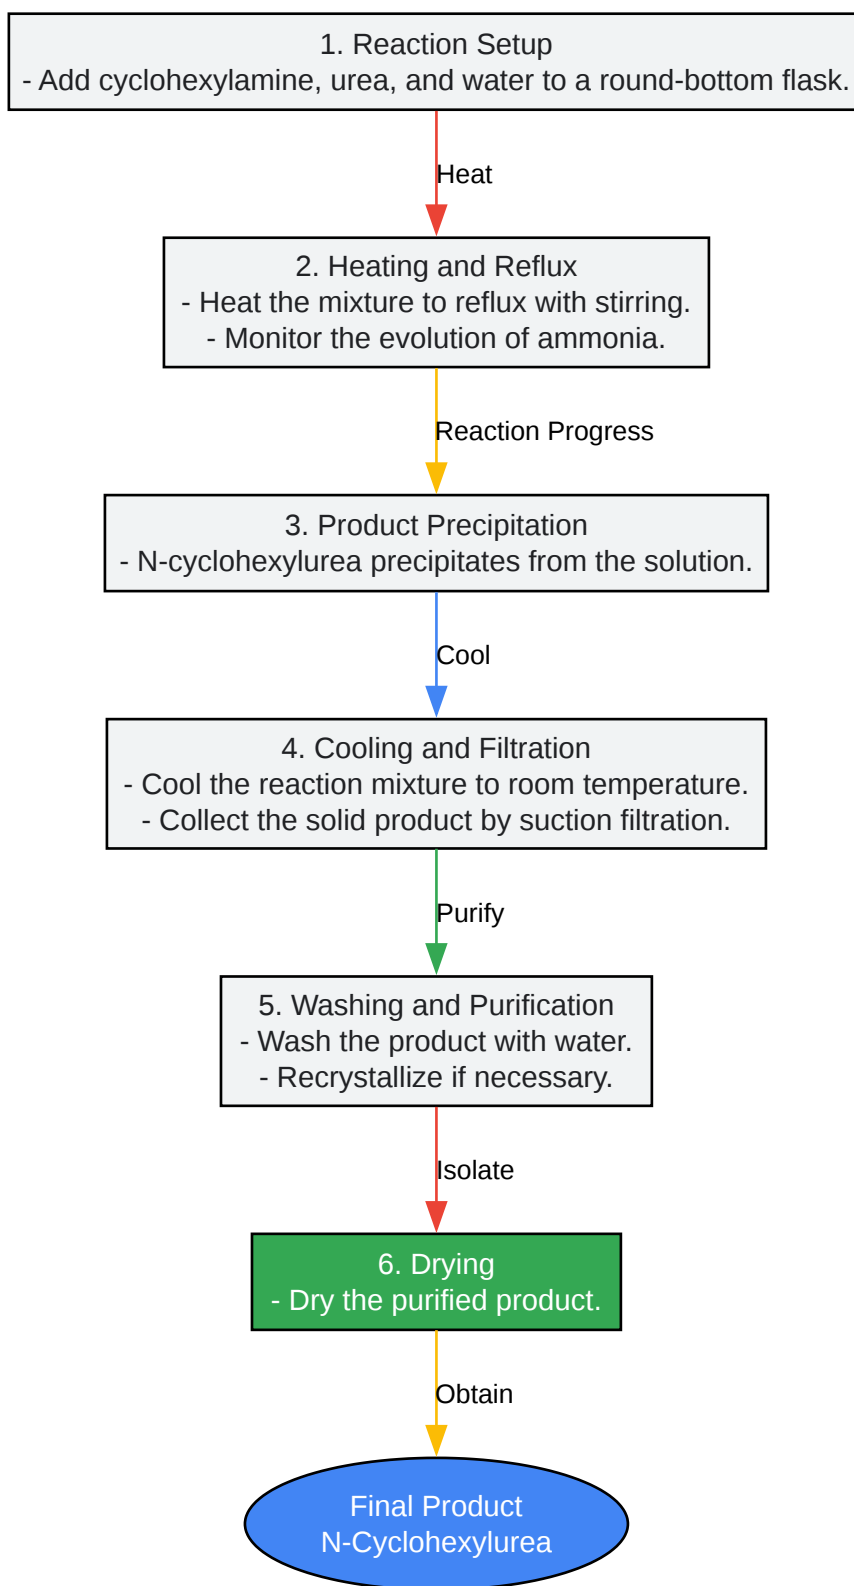 1. Reaction Setup
- Add cyclohexylamine, urea, and water to a round-bottom flask.
Heat
2. Heating and Reflux
- Heat the mixture to reflux with stirring.
- Monitor the evolution of ammonia.
Reaction Progress
3. Product Precipitation
- N-cyclohexylurea precipitates from the solution.
Cool
4. Cooling and Filtration
- Cool the reaction mixture to room temperature.
- Collect the solid product by suction filtration.
Purify
5. Washing and Purification
- Wash the product with water.
- Recrystallize if necessary.
Isolate
6. Drying
- Dry the purified product.
Obtain
Final Product
N-Cyclohexylurea